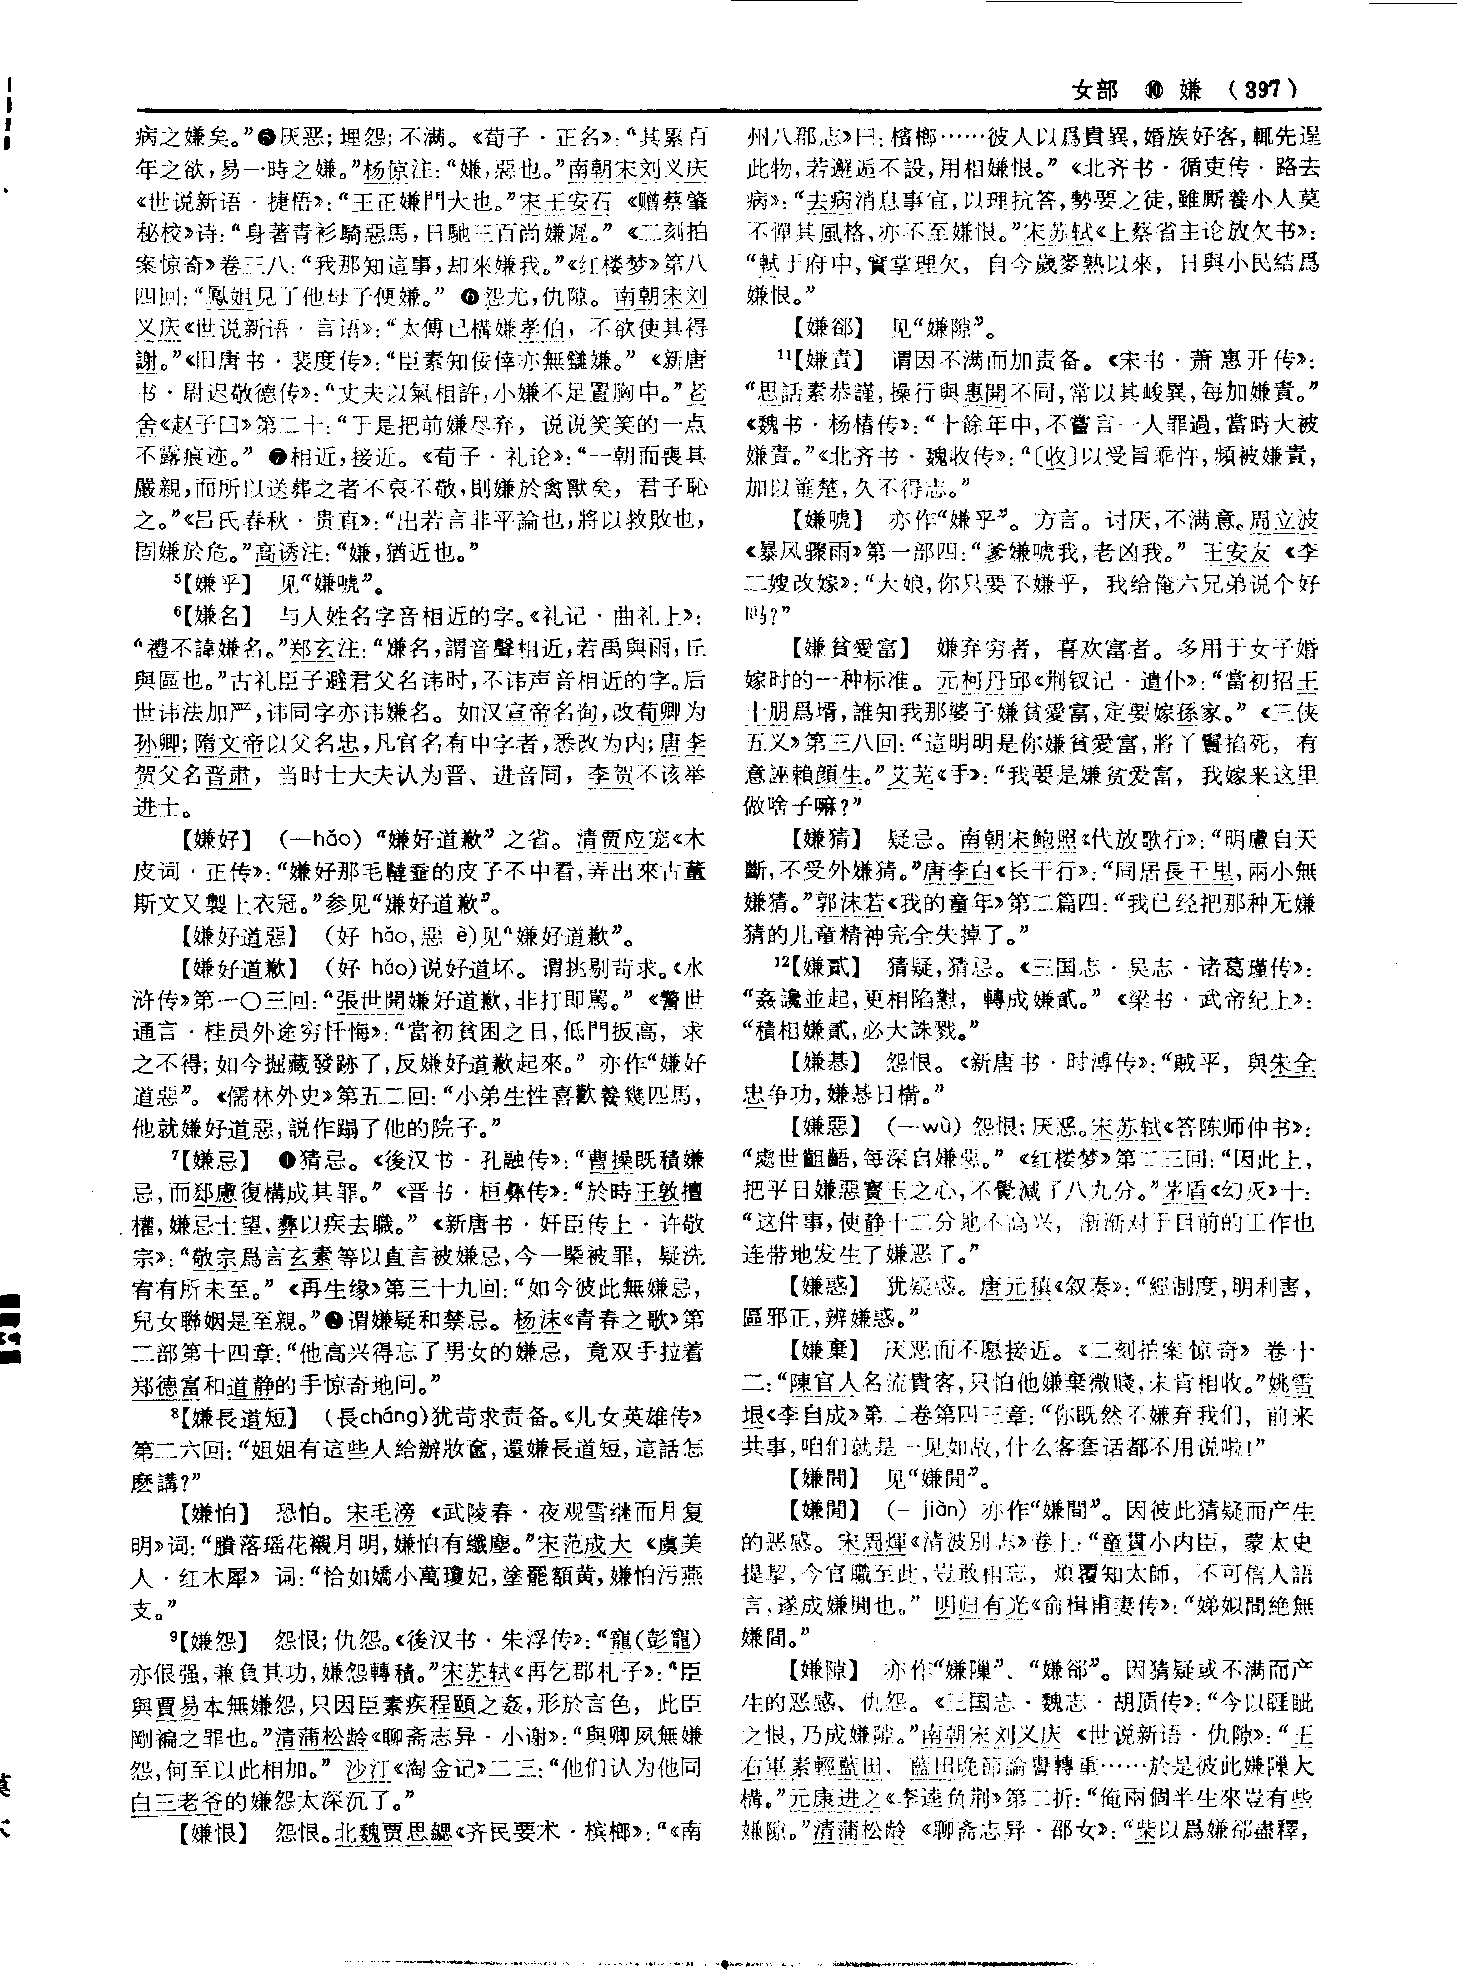 女部 ⑩ 嫌 （397）
病之嫌矣。”❺厌恶；埋怨；不满。《荀子·正名》：“其累百
年之欲，易一時之嫌。”杨倞注：“嫌，惡也。”南朝宋刘义庆
《世说新语·捷悟》：“王正嫌門大也。”宋王安石《赠蔡肇
秘校》诗：“身著青衫騎惡馬，日馳三百尚嫌遲。”《二刻拍
案惊奇》卷三八：“我那知這事，却來嫌我。”《红楼梦》第八
四回：“鳳姐見了他母子便嫌。”❻怨尤，仇隙。南朝宋刘
义庆《世说新语·言语》：“太傅已構嫌孝伯，不欲使其得
謝。”《旧唐书·裴度传》：“臣素知佞倖亦無讎嫌。”《新唐
书·尉迟敬德传》：“丈夫以氣相許，小嫌不足置胸中。”老
舍《赵子曰》第二十：“于是把前嫌尽弃，说说笑笑的一点
不露痕迹。”❼相近，接近。《荀子·礼论》：“一朝而喪其
嚴親，而所以送葬之者不哀不敬，則嫌於禽獸矣，君子恥
之。”《吕氏春秋·贵直》：“出若言非平論也，將以救敗也，
固嫌於危。”高诱注：“嫌，猶近也。”
5【嫌乎】 见“嫌唬”。
6【嫌名】 与人姓名字音相近的字。《礼记·曲礼上》：
“禮不諱嫌名。”郑玄注：“嫌名，謂音聲相近，若禹與雨，丘
與區也。”古礼臣子避君父名讳时，不讳声音相近的字。后
世讳法加严，讳同字亦讳嫌名。如汉宣帝名询，改荀卿为
孙卿；隋文帝以父名忠，凡官名有中字者，悉改为内；唐李
贺父名晋肃，当时士大夫认为晋、进音同，李贺不该举
进士。
【嫌好】 （—hǎo）“嫌好道歉”之省。清贾应宠《木
皮词·正传》：“嫌好那毛韃𩍐的皮子不中看，弄出來古董
斯文又製上衣冠。”参见“嫌好道歉”。
【嫌好道惡】 （好 hǎo，惡 è）见“嫌好道歉”。
【嫌好道歉】 （好 hǎo）说好道坏。谓挑剔苛求。《水
浒传》第一〇三回：“張世開嫌好道歉，非打即罵。”《警世
通言·桂员外途穷忏悔》：“當初貧困之日，低門扳高，求
之不得；如今掘藏發跡了，反嫌好道歉起來。”亦作“嫌好
道惡”。《儒林外史》第五二回：“小弟生性喜歡養幾匹馬，
他就嫌好道惡，説作蹋了他的院子。”
7【嫌忌】 ❶猜忌。《後汉书·孔融传》：“曹操既積嫌
忌，而郄慮復構成其罪。”《晋书·桓彝传》：“於時王敦擅
權，嫌忌士望，彝以疾去職。”《新唐书·奸臣传上·许敬
宗》：“敬宗爲言玄素等以直言被嫌忌，今一槩被罪，疑洗
宥有所未至。”《再生缘》第三十九回：“如今彼此無嫌忌，
兒女聯姻是至親。”❷谓嫌疑和禁忌。杨沫《青春之歌》第
二部第十四章：“他高兴得忘了男女的嫌忌，竟双手拉着
郑德富和道静的手惊奇地问。”
8【嫌長道短】 （長cháng）犹苛求责备。《儿女英雄传》
第二六回：“姐姐有這些人給辦妝奩，還嫌長道短，這話怎
麽講？”
【嫌怕】 恐怕。宋毛滂《武陵春·夜观雪继而月复
明》词：“賸落瑶花襯月明，嫌怕有纖塵。”宋范成大《虞美
人·红木犀》词：“恰如嬌小萬瓊妃，塗罷額黄，嫌怕污燕
支。”
9【嫌怨】 怨恨；仇怨。《後汉书·朱浮传》：“寵（彭寵）
亦佷强，兼負其功，嫌怨轉積。”宋苏轼《再乞郡札子》：“臣
與賈易本無嫌怨，只因臣素疾程頤之姦，形於言色，此臣
剛褊之罪也。”清蒲松龄《聊斋志异·小谢》：“與卿夙無嫌
怨，何至以此相加。”沙汀《淘金记》二三：“他们认为他同
白三老爷的嫌怨太深沉了。”
【嫌恨】 怨恨。北魏贾思勰《齐民要术·槟榔》：“《南
州八郡志》曰：檳榔……彼人以爲貴異，婚族好客，輒先逞
此物，若邂逅不設，用相嫌恨。”《北齐书·循吏传·路去
病》：“去病消息事宜，以理抗答，勢要之徒，雖厮養小人莫
不憚其風格，亦不至嫌恨。”宋苏轼《上蔡省主论放欠书》：
“軾于府中，實掌理欠，自今歲麥熟以來，日與小民結爲
嫌恨。”
【嫌郤】 见“嫌隙”。
11【嫌責】 谓因不满而加责备。《宋书·萧惠开传》：
“思話素恭謹，操行與惠開不同，常以其峻異，每加嫌責。”
《魏书·杨椿传》：“十餘年中，不嘗言一人罪過，當時大被
嫌責。”《北齐书·魏收传》：“〔收〕以受旨乖忤，頻被嫌責，
加以箠楚，久不得志。”
【嫌唬】 亦作“嫌乎”。方言。讨厌，不满意。周立波
《暴风骤雨》第一部四：“爹嫌唬我，老凶我。”王安友《李
二嫂改嫁》：“大娘，你只要不嫌乎，我给俺六兄弟说个好
吗？”
【嫌貧愛富】 嫌弃穷者，喜欢富者。多用于女子婚
嫁时的一种标准。元柯丹邱《荆钗记·遣仆》：“當初招王
十朋爲壻，誰知我那婆子嫌貧愛富，定要嫁孫家。”《三侠
五义》第三八回：“這明明是你嫌貧愛富，將丫鬟掐死，有
意誣賴顔生。”艾芜《手》：“我要是嫌贫爱富，我嫁来这里
做啥子嘛？”
【嫌猜】 疑忌。南朝宋鲍照《代放歌行》：“明慮自天
斷，不受外嫌猜。”唐李白《长干行》：“同居長干里，兩小無
嫌猜。”郭沫若《我的童年》第二篇四：“我已经把那种无嫌
猜的儿童精神完全失掉了。”
12【嫌貳】 猜疑，猜忌。《三国志·吴志·诸葛瑾传》：
“姦讒並起，更相陷懟，轉成嫌貳。”《梁书·武帝纪上》：
“積相嫌貳，必大誅戮。”
【嫌惎】 怨恨。《新唐书·时溥传》：“賊平，與朱全
忠争功，嫌惎日構。”
【嫌惡】 （—wù）怨恨；厌恶。宋苏轼《答陈师仲书》：
“處世齟齬，每深自嫌惡。”《红楼梦》第二三回：“因此上，
把平日嫌惡寳玉之心，不覺減了八九分。”茅盾《幻灭》十：
“这件事，使静十二分地不高兴，渐渐对于目前的工作也
连带地发生了嫌恶了。”
【嫌惑】 犹疑惑。唐元稹《叙奏》：“經制度，明利害，
區邪正，辨嫌惑。”
【嫌棄】 厌恶而不愿接近。《二刻拍案惊奇》卷十
二：“陳官人名流貴客，只怕他嫌棄微賤，未肯相收。”姚雪
垠《李自成》第二卷第四三章：“你既然不嫌弃我们，前来
共事，咱们就是一见如故，什么客套话都不用说啦！”
【嫌間】 见“嫌閒”。
【嫌閒】 （— jiàn）亦作“嫌間”。因彼此猜疑而产生
的恶感。宋周煇《清波别志》卷上：“童貫小内臣，蒙太史
提挈，今官職至此，豈敢相忘，煩覆知太師，不可信人語
言，遂成嫌閒也。”明归有光《俞楫甫妻传》：“娣姒間絶無
嫌間。”
【嫌隙】 亦作“嫌隟”、“嫌郤”。因猜疑或不满而产
生的恶感、仇怨。《三国志·魏志·胡质传》：“今以睚眦
之恨，乃成嫌隙。”南朝宋刘义庆《世说新语·仇隙》：“王
右軍素輕藍田，藍田晚節論譽轉重……於是彼此嫌隟大
構。”元康进之《李逵负荆》第二折：“俺兩個半生來豈有些
嫌隙。”清蒲松龄《聊斋志异·邵女》：“柴以爲嫌郤盡釋，